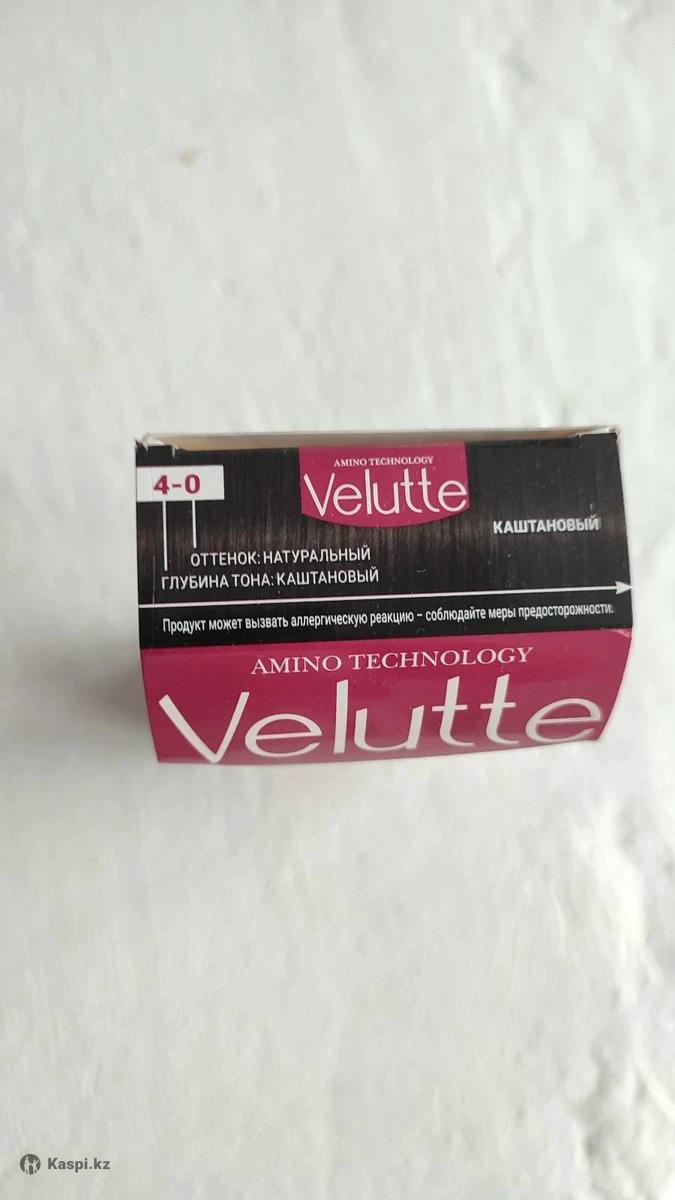 AMINO TECHNOLOGY
Velutte
4-0
КАШТАНОВЫЙ
ОТТЕНОК: НАТУРАЛЬНЫЙ
ГЛУБИНА ТОНА: КАШТАНОВЫЙ
Продукт может вызвать аллергическую реакцию – соблюдайте меры предосторожности.
AMINO TECHNOLOGY
Velutte
Kaspi.kz